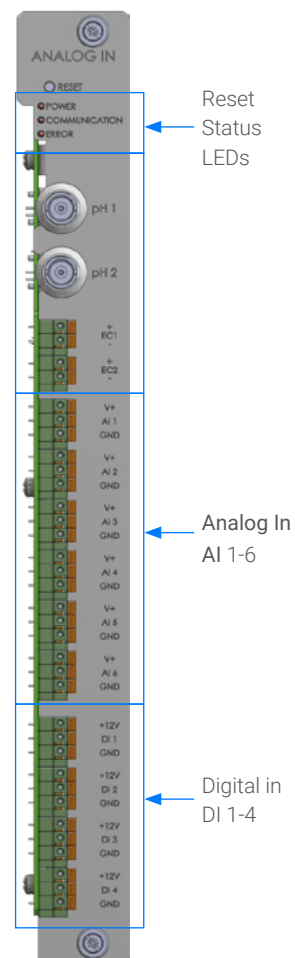 ANALOG IN
RESET
POWER
COMMUNICATION
ERROR
Reset
Status
LEDs
pH 1
pH 2
+
EC1
-
+
EC2
-
V+
AI 1
GND
V+
AI 2
GND
V+
AI 3
GND
V+
AI 4
GND
V+
AI 5
GND
V+
AI 6
GND
Analog In
AI 1-6
+12V
DI 1
GND
+12V
DI 2
GND
+12V
DI 3
GND
+12V
DI 4
GND
Digital in
DI 1-4